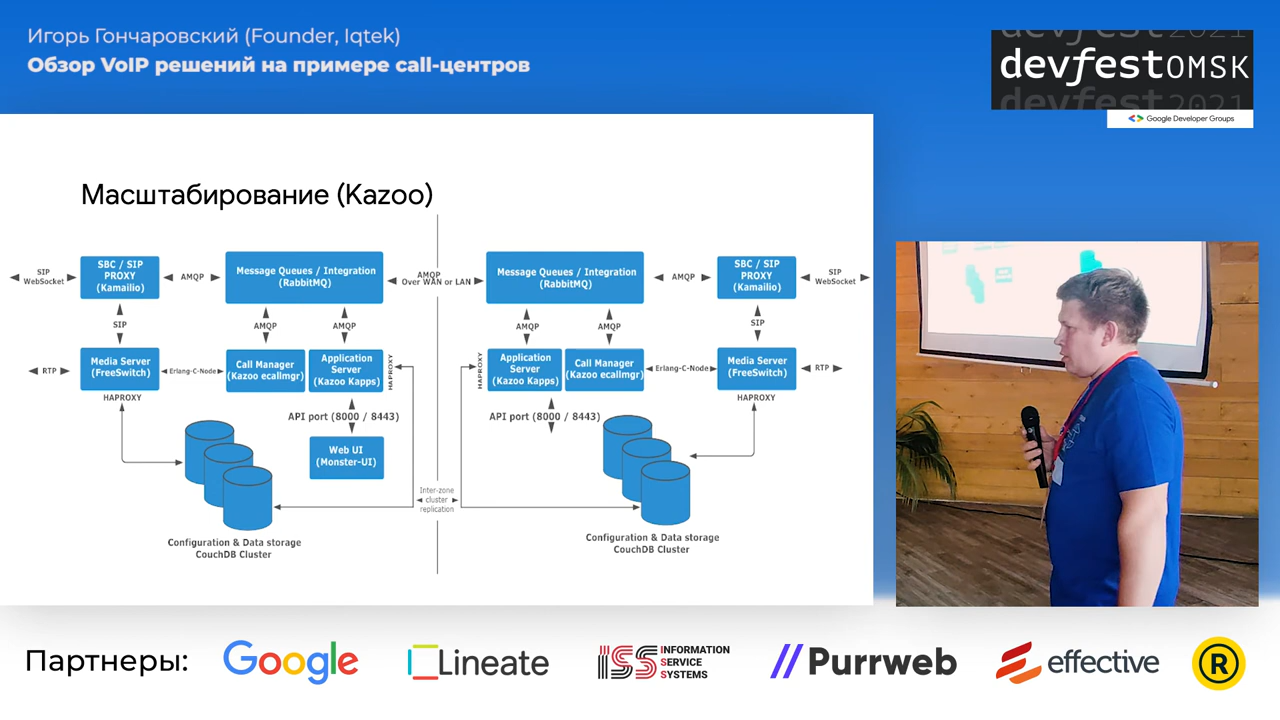 Игорь Гончаровский (Founder, Iqtek)
Обзор VoIP решений на примере call-центров
devfest 2021
devfestOMSK
devfest 2021
Google Developer Groups
Масштабирование (Kazoo)
SIP
WebSocket
SBC / SIP
PROXY
(Kamailio)
AMQP
Message Queues / Integration
(RabbitMQ)
AMQP
Over WAN or LAN
Message Queues / Integration
(RabbitMQ)
AMQP
SBC / SIP
PROXY
(Kamailio)
SIP
WebSocket
SIP
AMQP
AMQP
AMQP
AMQP
SIP
RTP
Media Server
(FreeSwitch)
Erlang-C-Node
Call Manager
(Kazoo ecallmgr)
Application
Server
(Kazoo Kapps)
HAPROXY
HAPROXY
Application
Server
(Kazoo Kapps)
Call Manager
(Kazoo ecallmgr)
Erlang-C-Node
Media Server
(FreeSwitch)
RTP
HAPROXY
HAPROXY
API port (8000 / 8443)
API port (8000 / 8443)
Web UI
(Monster-UI)
Inter-zone
cluster
replication
Configuration & Data storage
CouchDB Cluster
Configuration & Data storage
CouchDB Cluster
Партнеры:
Google
Lineate
ISS
INFORMATION
SERVICE
SYSTEMS
Purrweb
effective
R